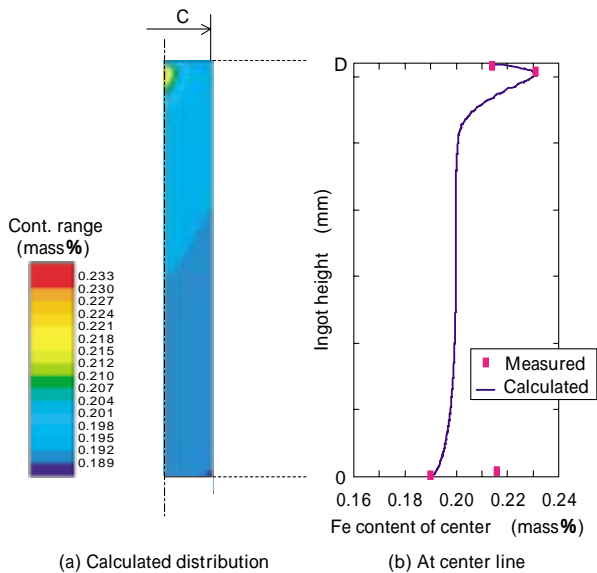 C
Cont. range
(mass%)
0.233
0.230
0.227
0.224
0.221
0.218
0.215
0.212
0.210
0.207
0.204
0.201
0.198
0.195
0.192
0.189
(a) Calculated distribution
D
Ingot height (mm)
0
Measured
Calculated
0.16 0.18 0.20 0.22 0.24
Fe content of center (mass%)
(b) At center line